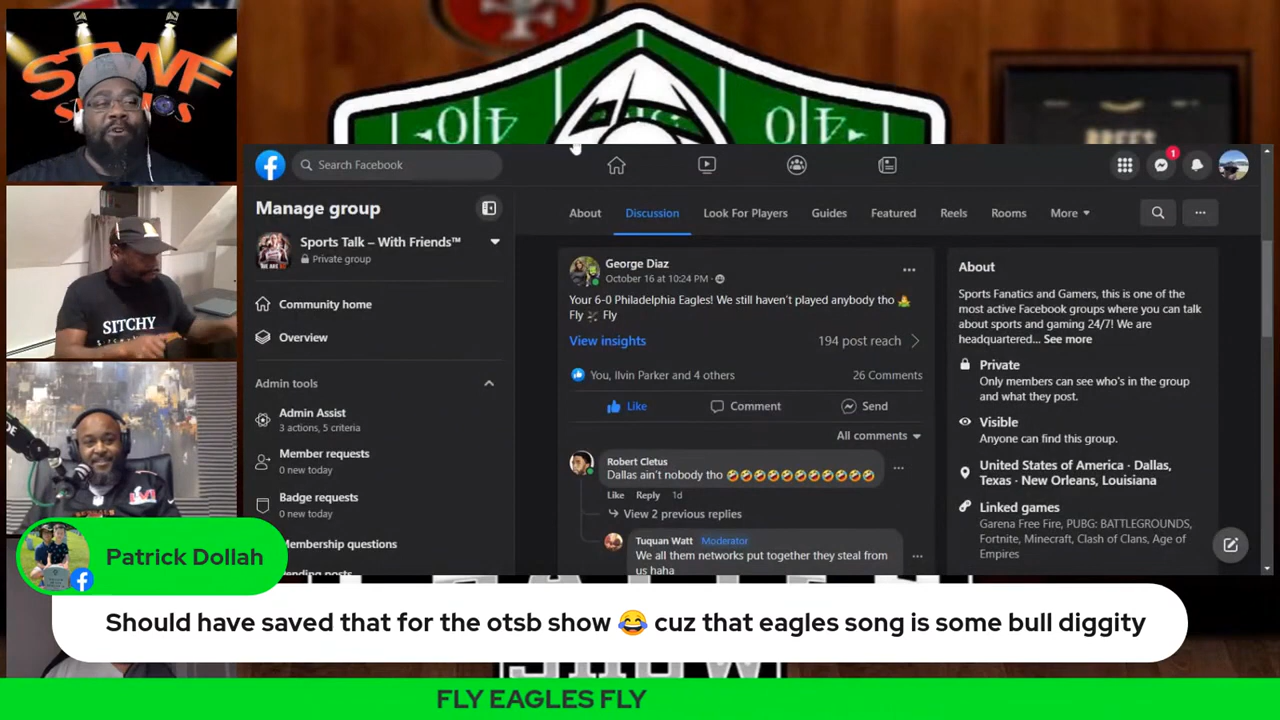 STWF
Search Facebook
1
Manage group
Sports Talk – With Friends™
Private group
Community home
Overview
Admin tools
Admin Assist
3 actions, 5 criteria
Member requests
0 new today
Badge requests
0 new today
embership questions
About
Discussion
Look For Players
Guides
Featured
Reels
Rooms
More
George Diaz
October 16 at 10:24 PM
Your 6-0 Philadelphia Eagles! We still haven't played anybody tho 🤷
Fly 🦅 Fly
View insights
194 post reach
You, Ilvin Parker and 4 others
26 Comments
Like
Comment
Send
All comments
Robert Cletus
Dallas ain't nobody tho 🤣🤣🤣🤣🤣🤣🤣🤣🤣🤣🤣
Like Reply 1d
View 2 previous replies
Tuquan Watt Moderator
We all them networks put together they steal from
us haha
About
Sports Fanatics and Gamers, this is one of the
most active Facebook groups where you can talk
about sports and gaming 24/7! We are
headquartered... See more
Private
Only members can see who's in the group
and what they post.
Visible
Anyone can find this group.
United States of America · Dallas,
Texas · New Orleans, Louisiana
Linked games
Garena Free Fire, PUBG: BATTLEGROUNDS,
Fortnite, Minecraft, Clash of Clans, Age of
Empires
SITCHY
LVI
Patrick Dollah
Should have saved that for the otsb show 😂 cuz that eagles song is some bull diggity
SHOW
FLY EAGLES FLY